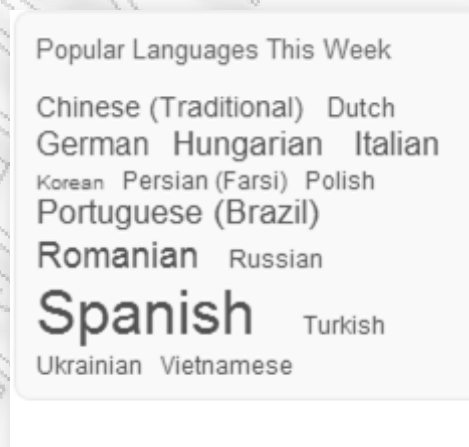 Popular Languages This Week
Chinese (Traditional) Dutch
German Hungarian Italian
Korean Persian (Farsi) Polish
Portuguese (Brazil)
Romanian Russian
Spanish Turkish
Ukrainian Vietnamese